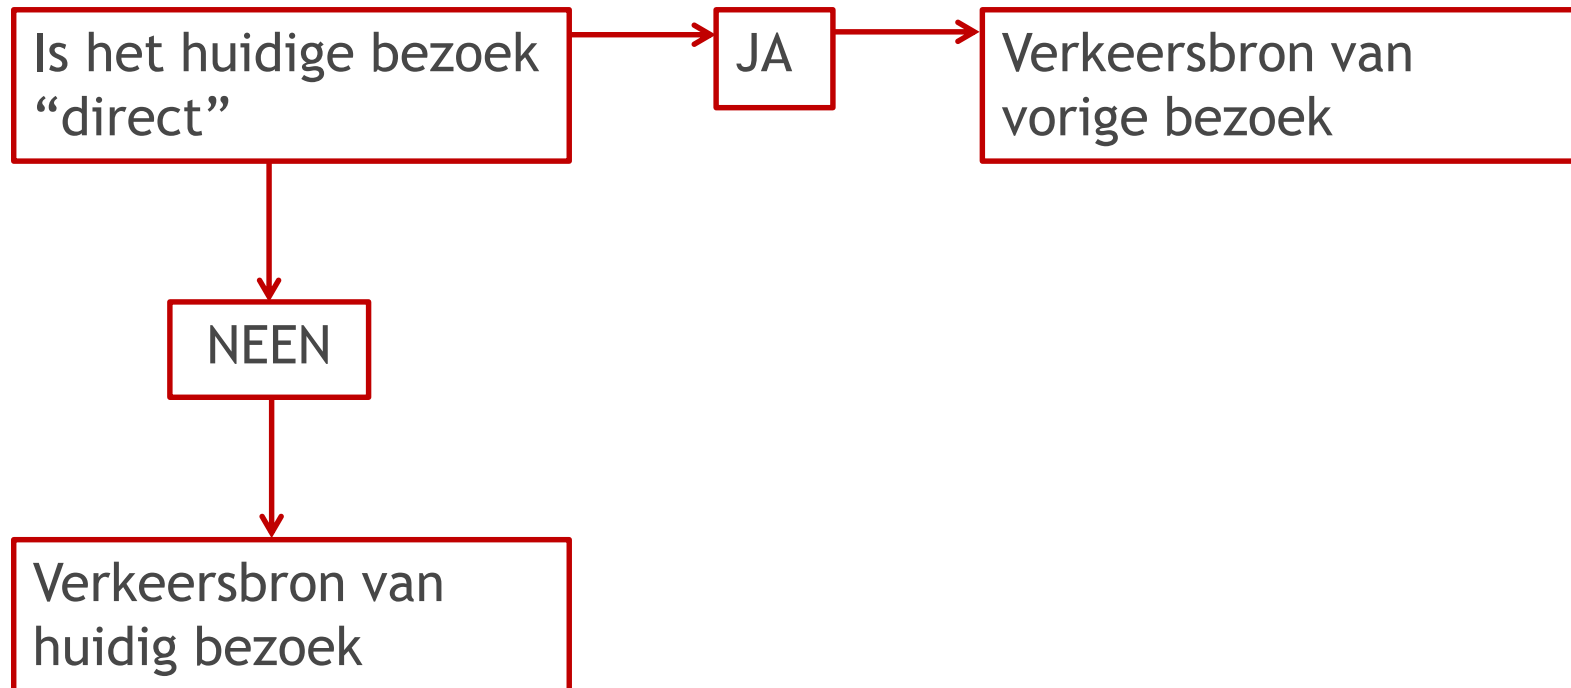 Is het huidige bezoek
“direct”
JA
Verkeersbron van
vorige bezoek
NEEN
Verkeersbron van
huidig bezoek